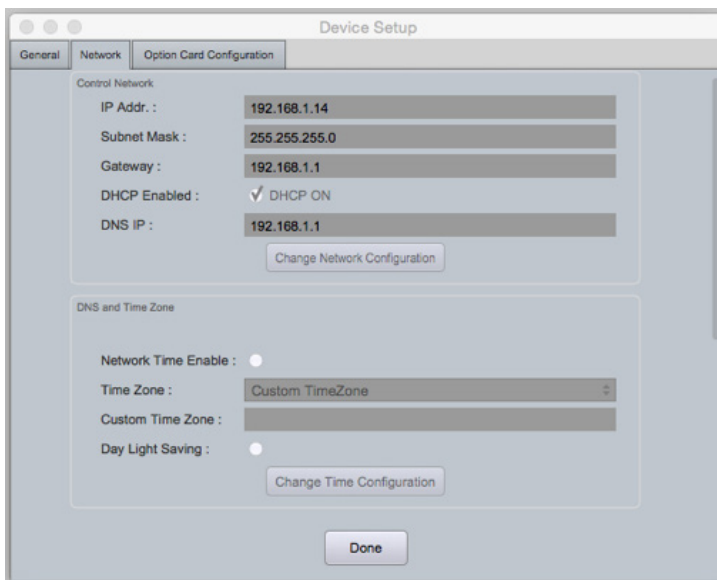 Device Setup
General Network Option Card Configuration
Control Network
IP Addr. : 192.168.1.14
Subnet Mask : 255.255.255.0
Gateway : 192.168.1.1
DHCP Enabled : DHCP ON
DNS IP : 192.168.1.1
Change Network Configuration
DNS and Time Zone
Network Time Enable :
Time Zone : Custom TimeZone
Custom Time Zone :
Day Light Saving :
Change Time Configuration
Done